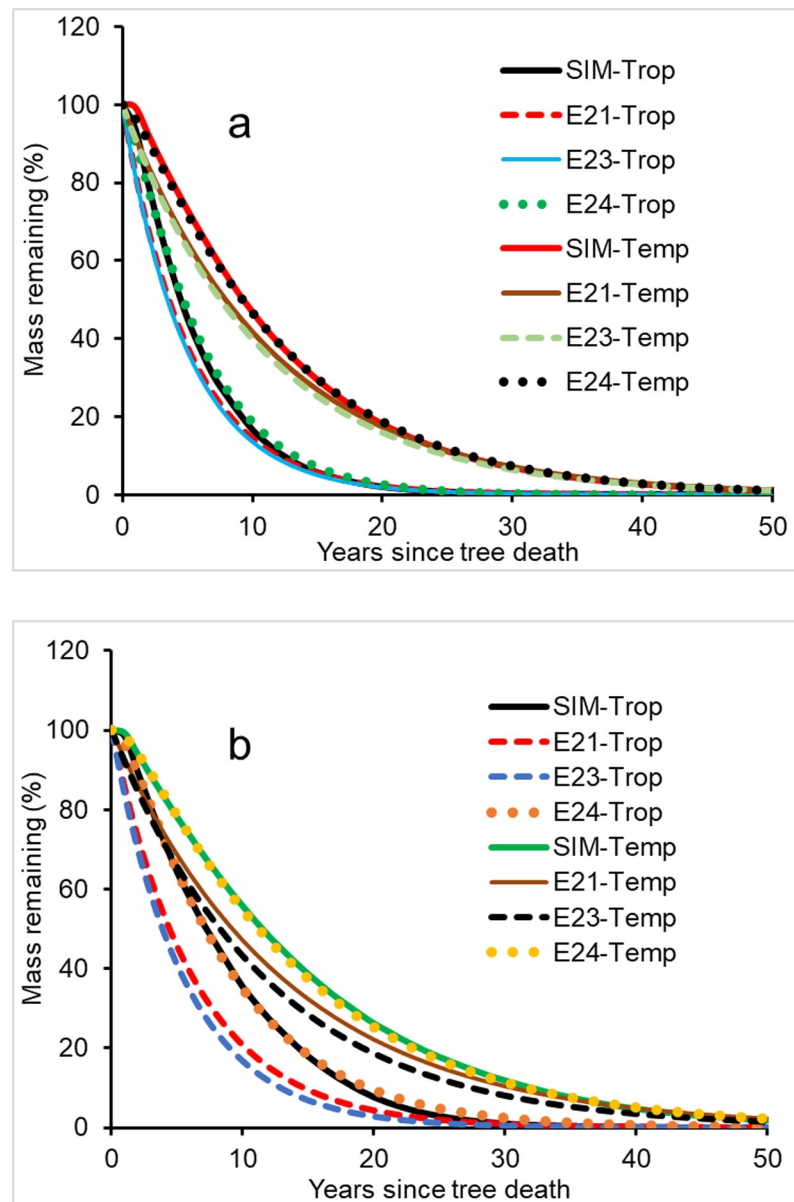 120
100
80
60
40
20
0
Mass remaining (%)
a
SIM-Trop
E21-Trop
E23-Trop
E24-Trop
SIM-Temp
E21-Temp
E23-Temp
E24-Temp
0 10 20 30 40 50
Years since tree death
120
100
80
60
40
20
0
Mass remaining (%)
b
SIM-Trop
E21-Trop
E23-Trop
E24-Trop
SIM-Temp
E21-Temp
E23-Temp
E24-Temp
0 10 20 30 40 50
Years since tree death